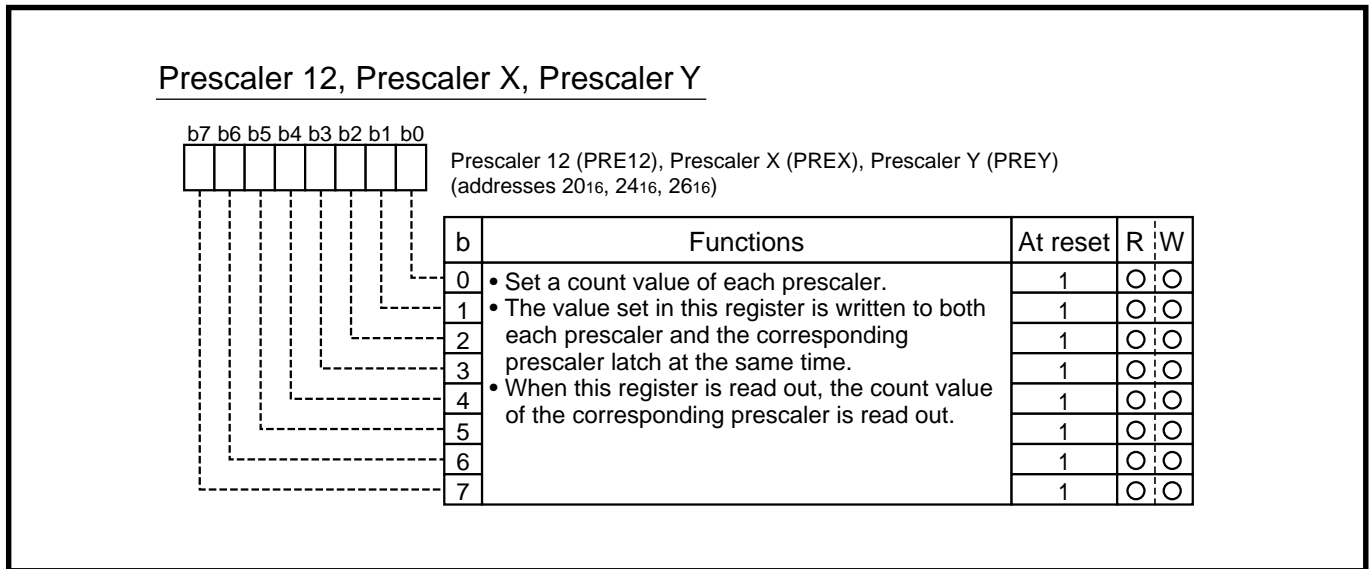 Prescaler 12, Prescaler X, Prescaler Y
b7 b6 b5 b4 b3 b2 b1 b0
Prescaler 12 (PRE12), Prescaler X (PREX), Prescaler Y (PREY)
(addresses 2016, 2416, 2616)
b Functions At reset R W
0 • Set a count value of each prescaler. 1 O O
1 • The value set in this register is written to both 1 O O
2 each prescaler and the corresponding 1 O O
3 prescaler latch at the same time. 1 O O
4 • When this register is read out, the count value 1 O O
5 of the corresponding prescaler is read out. 1 O O
6 1 O O
7 1 O O